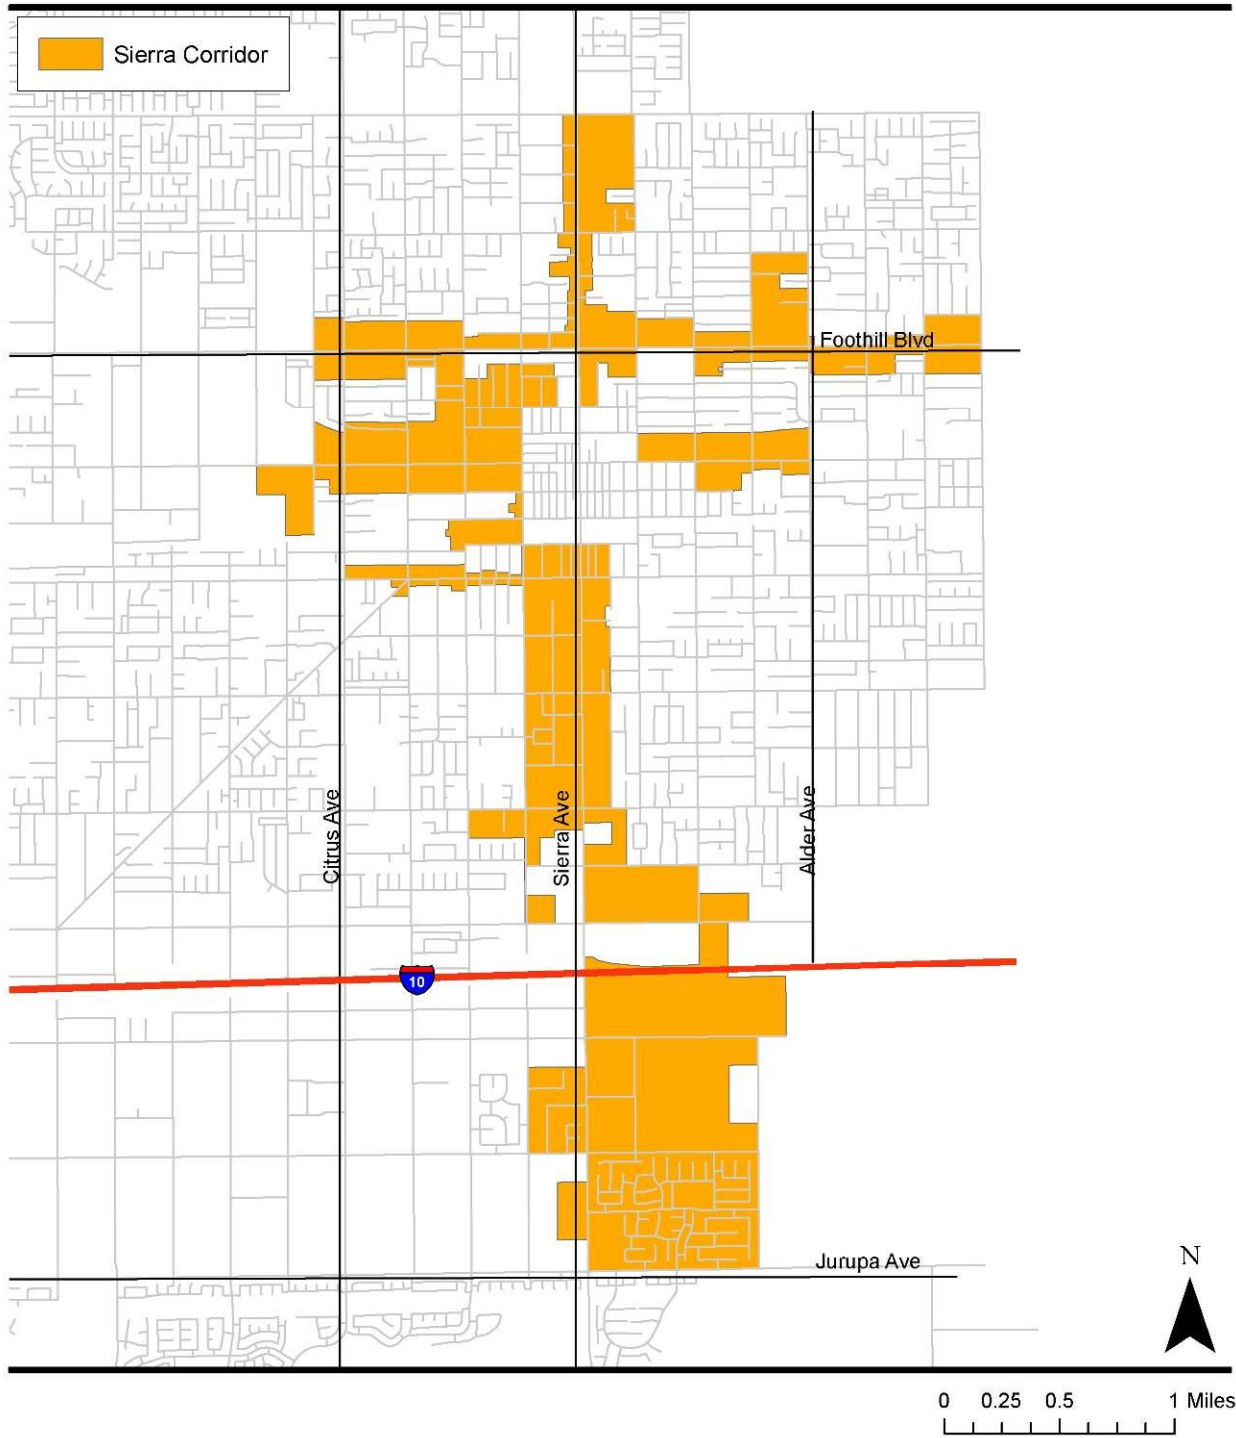 Sierra Corridor
Foothill Blvd
Citrus Ave
Sierra Ave
Alder Ave
10
Jurupa Ave
N
0 0.25 0.5 1 Miles